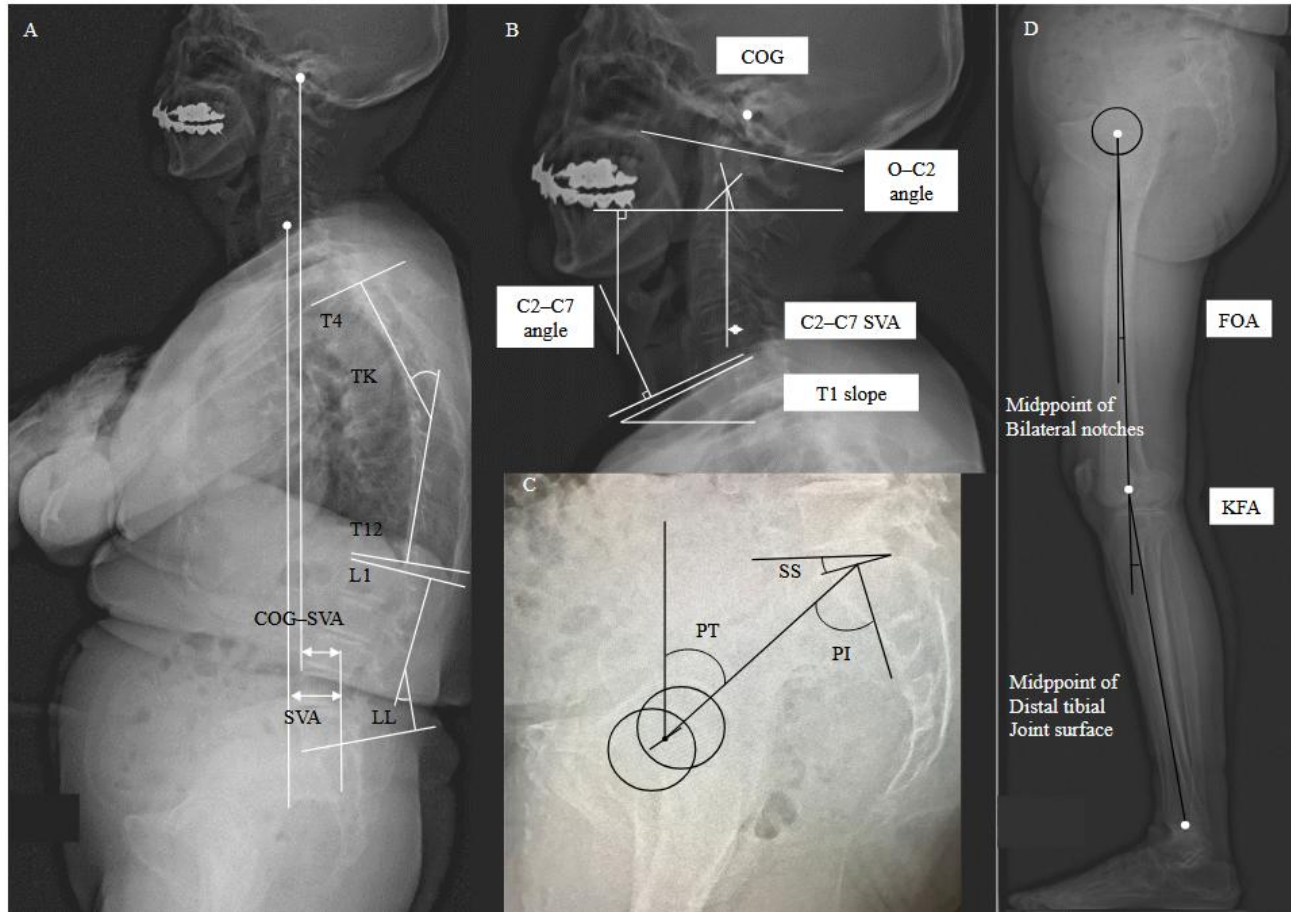 A
T4
TK
T12
L1
COG–SVA
SVA
LL
B
COG
O–C2
angle
C2–C7
angle
C2–C7 SVA
T1 slope
C
SS
PT
PI
D
FOA
Midppoint of
Bilateral notches
KFA
Midppoint of
Distal tibial
Joint surface